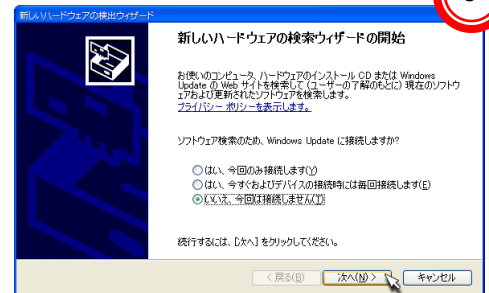 新しいハードウェアの検出ウィザード
新しいハードウェアの検索ウィザードの開始
お使いのコンピュータ、ハードウェアのインストール CD または Windows
Update の Web サイトを検索して (ユーザーの了解のもとに) 現在のソフトウ
ェアおよび更新されたソフトウェアを検索します。
プライバシー ポリシーを表示します。
ソフトウェア検索のため、Windows Update に接続しますか?
はい、今回のみ接続します(Y)
はい、今すぐおよびデバイスの接続時には毎回接続します(E)
いいえ、今回は接続しません(T)
続行するには、[次へ] をクリックしてください。
< 戻る(B) 次へ(N) > キャンセル